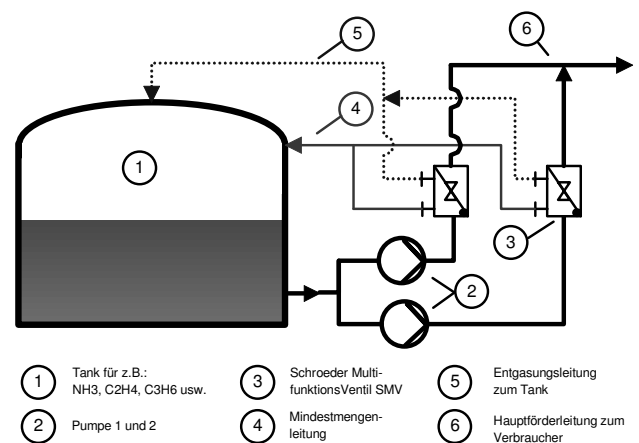 5
6
4
1
3
2
1 Tank für z.B.:
NH3, C2H4, C3H6 usw.
2 Pumpe 1 und 2
3 Schroeder Multi-
funktionsVentil SMV
4 Mindestmengen-
leitung
5 Entgasungsleitung
zum Tank
6 Hauptförderleitung zum
Verbraucher